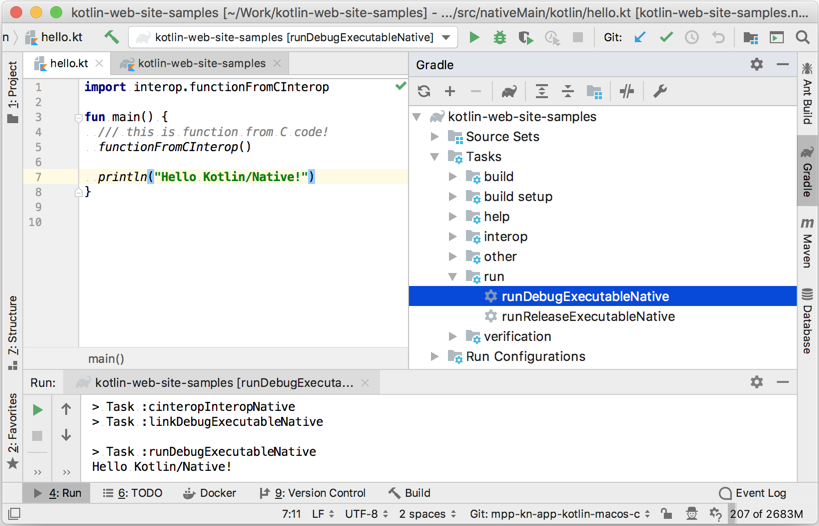 kotlin-web-site-samples [~/Work/kotlin-web-site-samples] - .../src/nativeMain/kotlin/hello.kt [kotlin-web-site-samples.n...
n
hello.kt
kotlin-web-site-samples [runDebugExecutableNative]
Git:
hello.kt
kotlin-web-site-samples
Gradle
1: Project
Z: Structure
2: Favorites
1 import interop.functionFromCInterop
2
3 fun main() {
4 /// this is function from C code!
5 functionFromCInterop()
6
7 println("Hello Kotlin/Native!")
8 }
9
10
main()
kotlin-web-site-samples
Source Sets
Tasks
build
build setup
help
interop
other
run
runDebugExecutableNative
runReleaseExecutableNative
verification
Run Configurations
Ant Build
Gradle
m
Maven
Database
Run:
kotlin-web-site-samples [runDebugExecuta...
> Task :cinteropInteropNative
> Task :linkDebugExecutableNative
> Task :runDebugExecutableNative
Hello Kotlin/Native!
»
»
4: Run
6: TODO
Docker
9: Version Control
Build
Event Log
7:11
LF
UTF-8
2 spaces
Git: mpp-kn-app-kotlin-macos-c
207 of 2683M